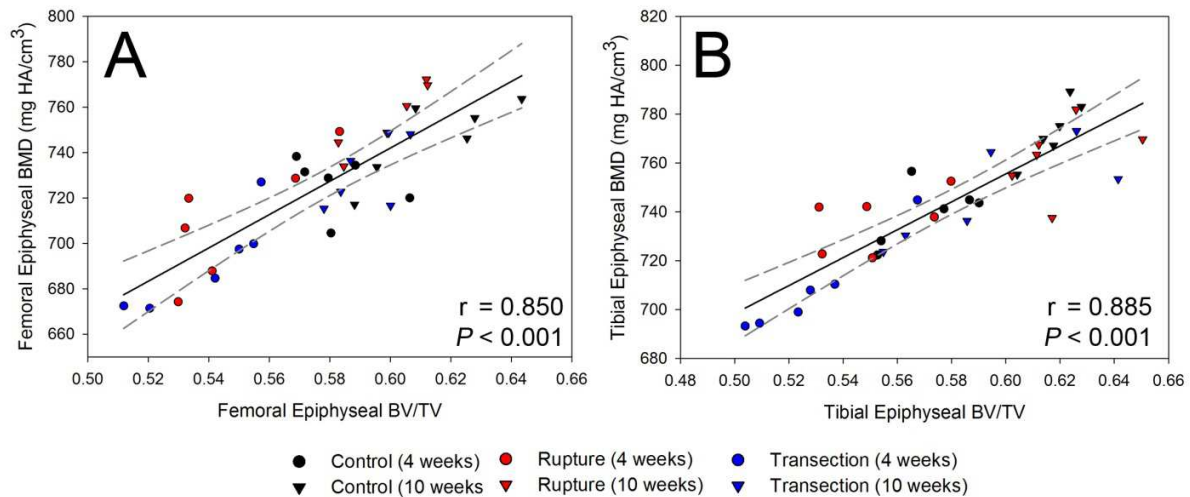 A
800
780
760
740
720
700
680
660
Femoral Epiphyseal BMD (mg HA/cm³)
r = 0.850
P < 0.001
0.50 0.52 0.54 0.56 0.58 0.60 0.62 0.64 0.66
Femoral Epiphyseal BV/TV
B
820
800
780
760
740
720
700
680
Tibial Epiphyseal BMD (mg HA/cm³)
r = 0.885
P < 0.001
0.48 0.50 0.52 0.54 0.56 0.58 0.60 0.62 0.64 0.66
Tibial Epiphyseal BV/TV
Control (4 weeks) Rupture (4 weeks) Transection (4 weeks)
Control (10 weeks Rupture (10 weeks) Transection (10 weeks)